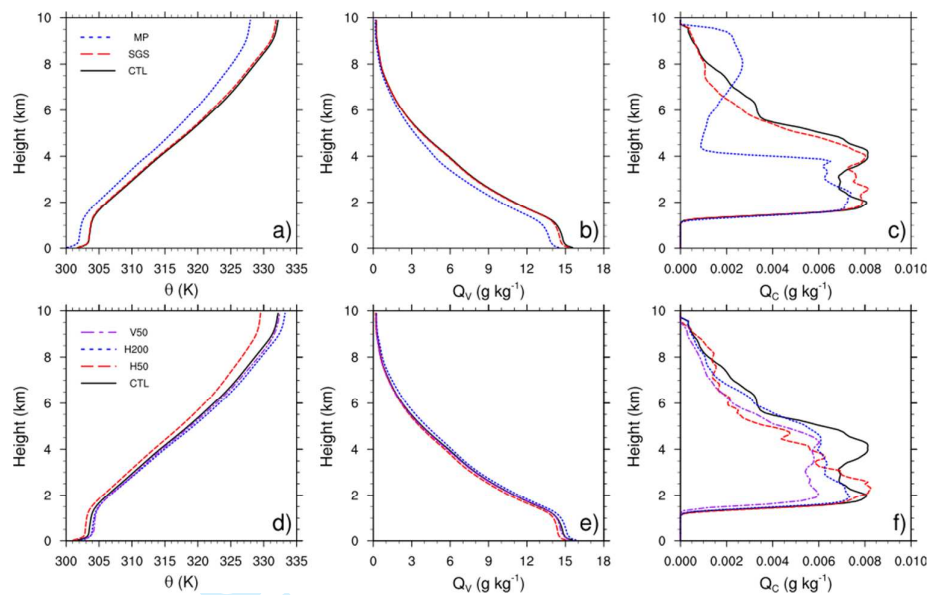 10
8
6
4
2
0
Height (km)
MP
SGS
CTL
a)
300 305 310 315 320 325 330 335
θ (K)
10
8
6
4
2
0
Height (km)
b)
0 3 6 9 12 15 18
Qᵥ (g kg⁻¹)
10
8
6
4
2
0
Height (km)
c)
0.000 0.002 0.004 0.006 0.008 0.010
Q_C (g kg⁻¹)
10
8
6
4
2
0
Height (km)
V50
H200
H50
CTL
d)
300 305 310 315 320 325 330 335
θ (K)
10
8
6
4
2
0
Height (km)
e)
0 3 6 9 12 15 18
Qᵥ (g kg⁻¹)
10
8
6
4
2
0
Height (km)
f)
0.000 0.002 0.004 0.006 0.008 0.010
Q_C (g kg⁻¹)